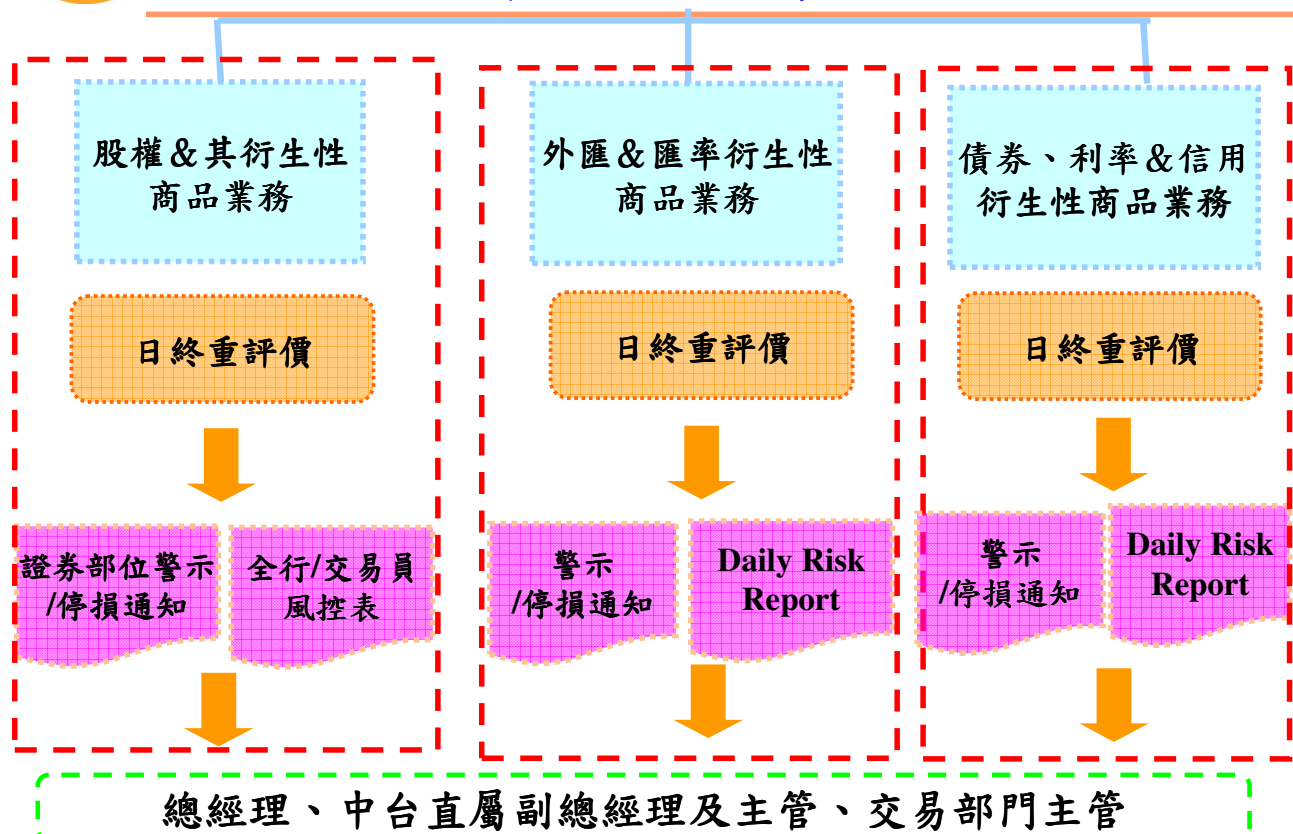 股權＆其衍生性
商品業務
日終重評價
證券部位警示
/停損通知
全行/交易員
風控表
外匯＆匯率衍生性
商品業務
日終重評價
警示
/停損通知
Daily Risk
Report
債券、利率＆信用
衍生性商品業務
日終重評價
警示
/停損通知
Daily Risk
Report
總經理、中台直屬副總經理及主管、交易部門主管